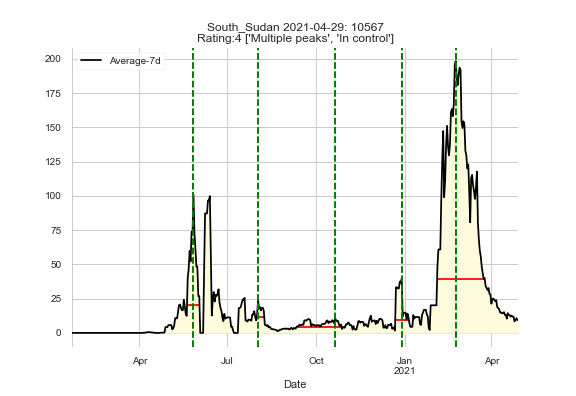 South_Sudan 2021-04-29: 10567
Rating:4 ['Multiple peaks', 'In control']
Average-7d
200
175
150
125
100
75
50
25
0
Apr Jul Oct Jan Apr
2021
Date